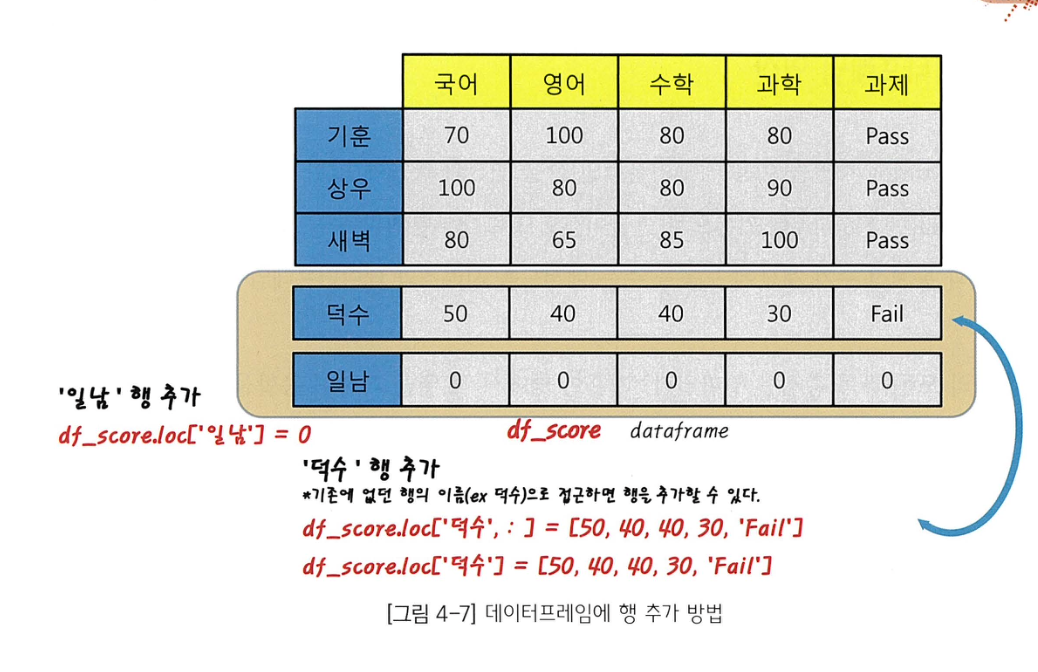 국어 영어 수학 과학 과제
기훈 70 100 80 80 Pass
상우 100 80 80 90 Pass
새벽 80 65 85 100 Pass
덕수 50 40 40 30 Fail
일남 0 0 0 0 0
'일남' 행 추가
df_score.loc['일남'] = 0
df_score dataframe
'덕수' 행 추가
*기존에 없던 행의 이름(ex 덕수)으로 접근하면 행을 추가할 수 있다.
df_score.loc['덕수', : ] = [50, 40, 40, 30, 'Fail']
df_score.loc['덕수'] = [50, 40, 40, 30, 'Fail']
[그림 4-7] 데이터프레임에 행 추가 방법